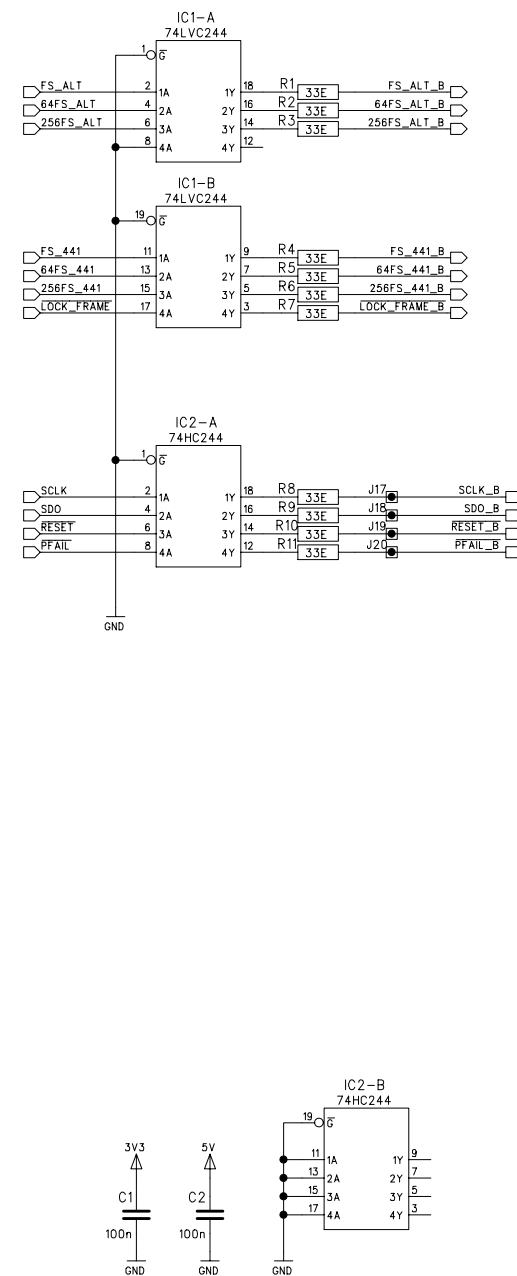 IC1-A
74LVC244
1 G
FS_ALT 2 1A 1Y 18 R1 33E FS_ALT_B
64FS_ALT 4 2A 2Y 16 R2 33E 64FS_ALT_B
256FS_ALT 6 3A 3Y 14 R3 33E 256FS_ALT_B
8 4A 4Y 12
IC1-B
74LVC244
19 G
FS_441 11 1A 1Y 9 R4 33E FS_441_B
64FS_441 13 2A 2Y 7 R5 33E 64FS_441_B
256FS_441 15 3A 3Y 5 R6 33E 256FS_441_B
LOCK_FRAME 17 4A 4Y 3 R7 33E LOCK_FRAME_B
IC2-A
74HC244
1 G
SCLK 2 1A 1Y 18 R8 33E J17 SCLK_B
SDO 4 2A 2Y 16 R9 33E J18 SDO_B
RESET 6 3A 3Y 14 R10 33E J19 RESET_B
PFAIL 8 4A 4Y 12 R11 33E J20 PFAIL_B
GND
IC2-B
74HC244
19 G
3V3 5V 11 1A 1Y 9
13 2A 2Y 7
C1 C2 15 3A 3Y 5
17 4A 4Y 3
100n 100n
GND GND GND